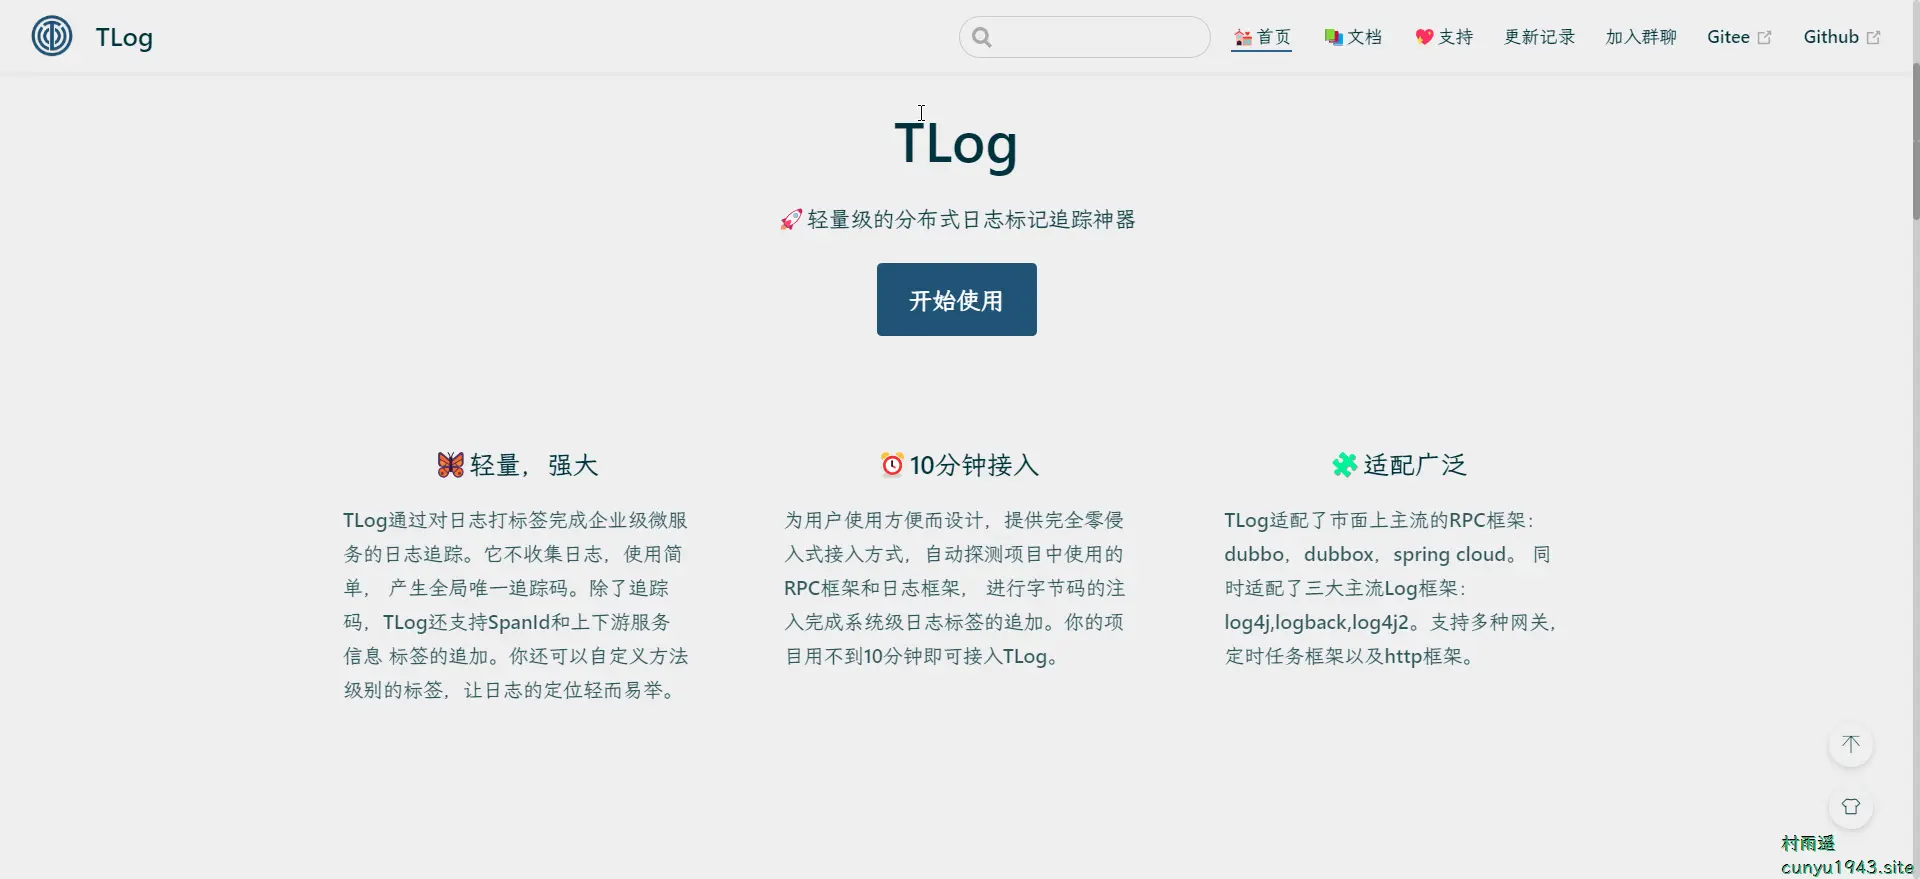 TLog
首页
文档
支持
更新记录
加入群聊
Gitee
Github
TLog
轻量级的分布式日志标记追踪神器
开始使用
轻量，强大
TLog通过对日志打标签完成企业级微服
务的日志追踪。它不收集日志，使用简
单， 产生全局唯一追踪码。除了追踪
码，TLog还支持SpanId和上下游服务
信息 标签的追加。你还可以自定义方法
级别的标签，让日志的定位轻而易举。
10分钟接入
为用户使用方便而设计，提供完全零侵
入式接入方式，自动探测项目中使用的
RPC框架和日志框架， 进行字节码的注
入完成系统级日志标签的追加。你的项
目用不到10分钟即可接入TLog。
适配广泛
TLog适配了市面上主流的RPC框架：
dubbo，dubbox，spring cloud。 同
时适配了三大主流Log框架：
log4j,logback,log4j2。支持多种网关，
定时任务框架以及http框架。
村雨遥
cunyu1943.site